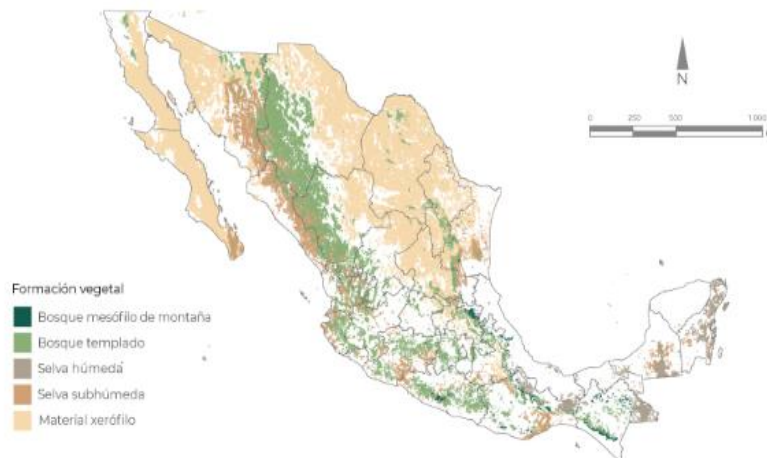 N
0 250 500 1 000
Formación vegetal
Bosque mesófilo de montaña
Bosque templado
Selva húmeda
Selva subhúmeda
Material xerófilo